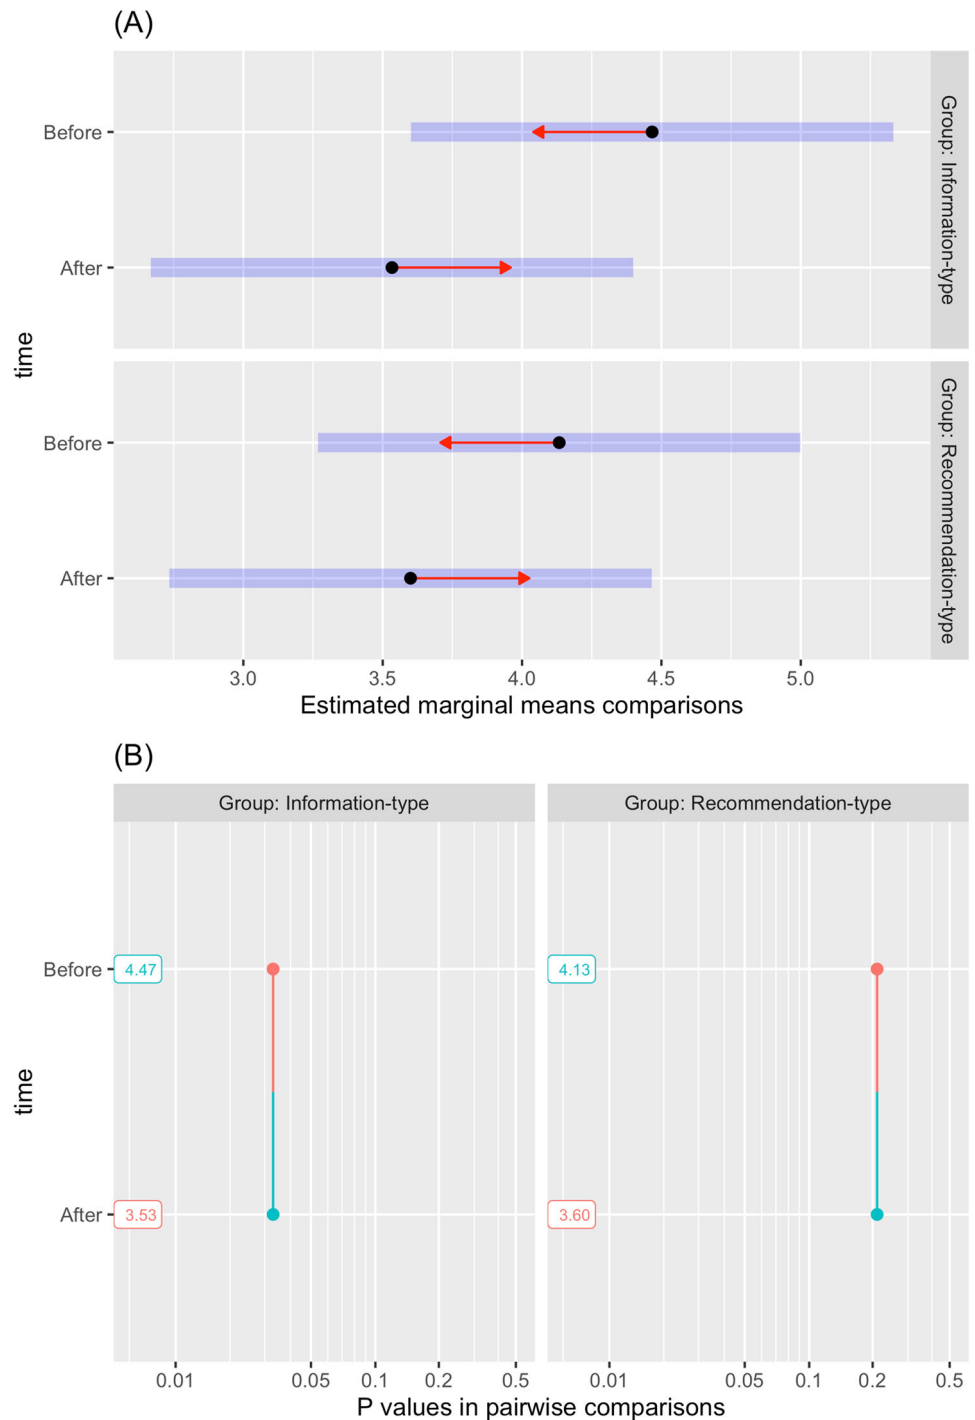 (A)
Before
After
Group: Information-type
time
Before
After
Group: Recommendation-type
3.0 3.5 4.0 4.5 5.0
Estimated marginal means comparisons
(B)
Group: Information-type Group: Recommendation-type
Before 4.47 4.13
time
After 3.53 3.60
0.01 0.05 0.1 0.2 0.5 0.01 0.05 0.1 0.2 0.5
P values in pairwise comparisons